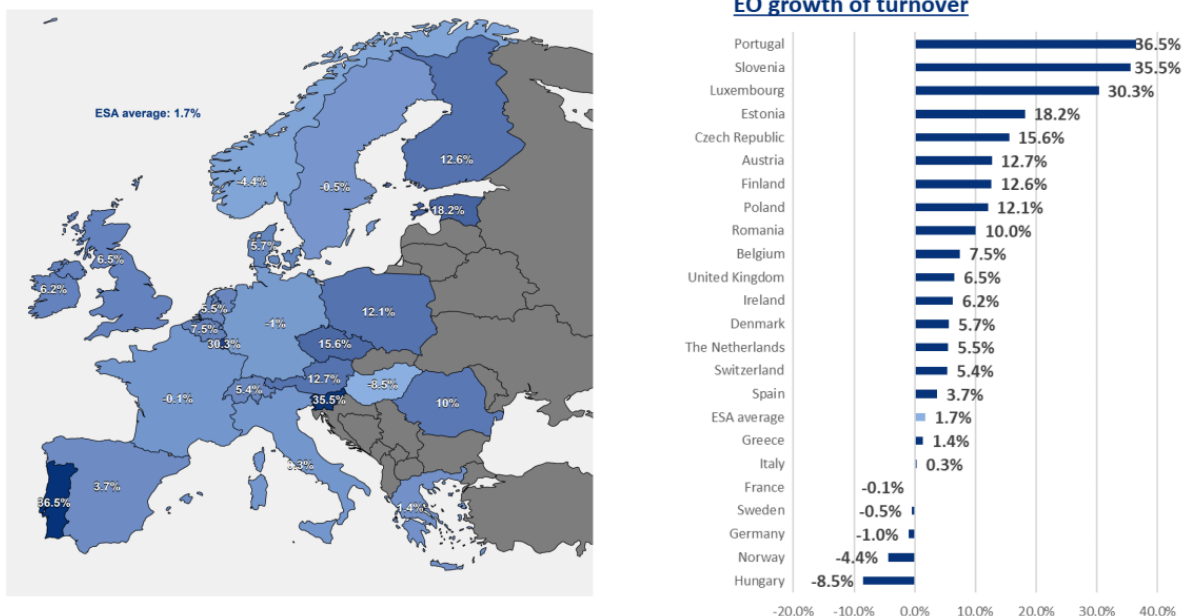 EO growth of turnover
ESA average: 1.7%
-4.4%
-0.5%
12.6%
18.2%
5.7%
6.5%
6.2%
5.5%
7.5%
30.3%
-1%
12.1%
15.6%
12.7%
-8.5%
5.4%
35.5%
10%
-0.1%
0.3%
3.7%
36.5%
1.4%
Portugal 36.5%
Slovenia 35.5%
Luxembourg 30.3%
Estonia 18.2%
Czech Republic 15.6%
Austria 12.7%
Finland 12.6%
Poland 12.1%
Romania 10.0%
Belgium 7.5%
United Kingdom 6.5%
Ireland 6.2%
Denmark 5.7%
The Netherlands 5.5%
Switzerland 5.4%
Spain 3.7%
ESA average 1.7%
Greece 1.4%
Italy 0.3%
France -0.1%
Sweden -0.5%
Germany -1.0%
Norway -4.4%
Hungary -8.5%
-20.0% -10.0% 0.0% 10.0% 20.0% 30.0% 40.0%